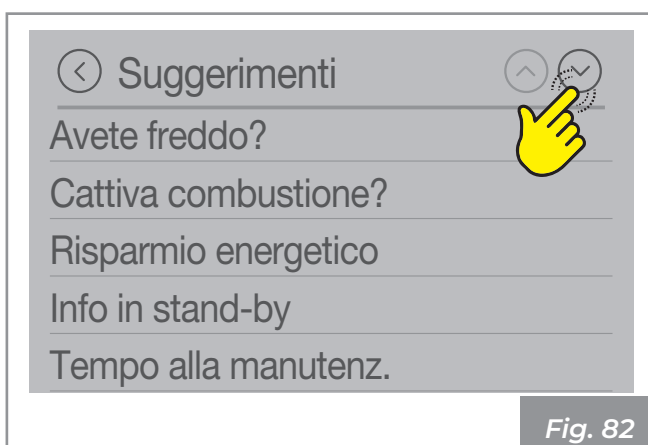 Suggerimenti
Avete freddo?
Cattiva combustione?
Risparmio energetico
Info in stand-by
Tempo alla manutenz.
Fig. 82